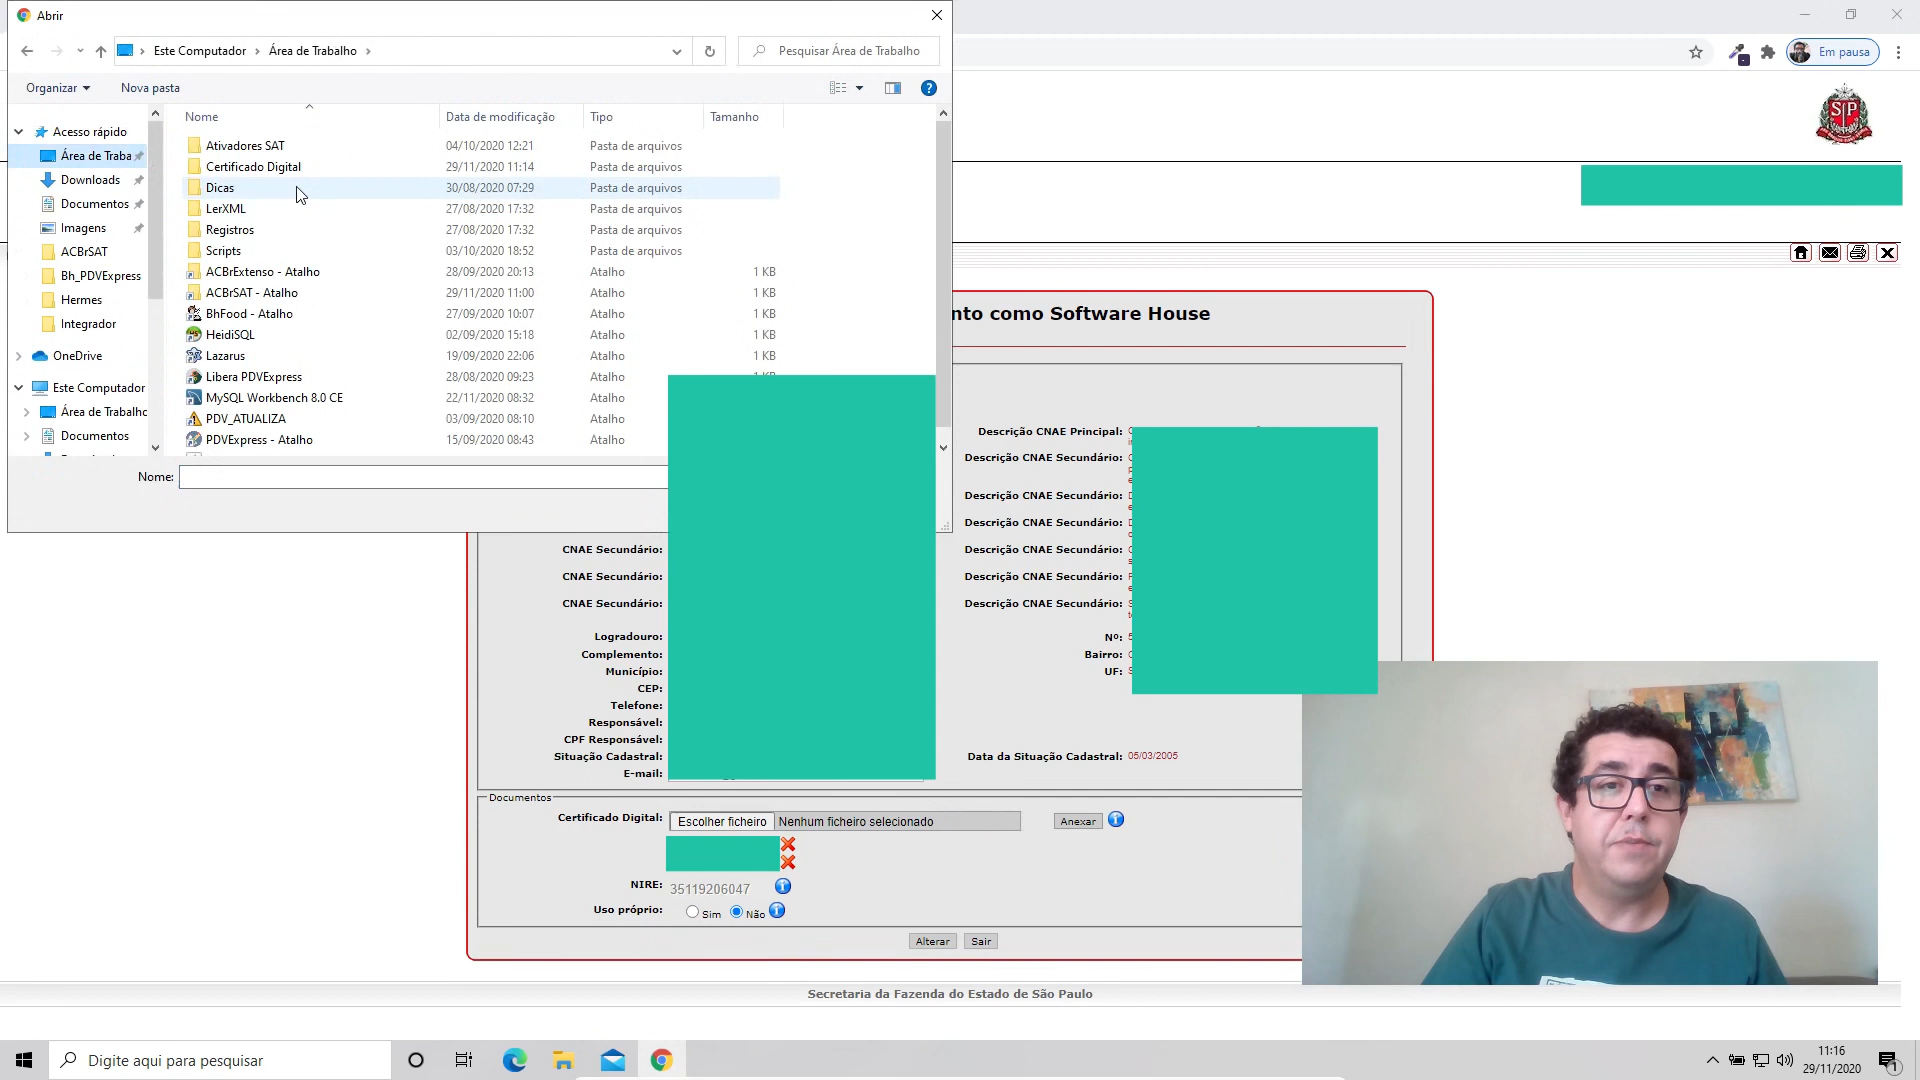 Abrir
Este Computador > Área de Trabalho >
Pesquisar Área de Trabalho
Em pausa
Organizar
Nova pasta
Nome
Data de modificação
Tipo
Tamanho
Acesso rápido
Área de Traba
Downloads
Documentos
Imagens
ACBrSAT
Bh_PDVExpress
Hermes
Integrador
OneDrive
Este Computador
Área de Trabalho
Documentos
Ativadores SAT 04/10/2020 12:21 Pasta de arquivos
Certificado Digital 29/11/2020 11:14 Pasta de arquivos
Dicas 30/08/2020 07:29 Pasta de arquivos
LerXML 27/08/2020 17:32 Pasta de arquivos
Registros 27/08/2020 17:32 Pasta de arquivos
Scripts 03/10/2020 18:52 Pasta de arquivos
ACBrExtenso - Atalho 28/09/2020 20:13 Atalho 1 KB
ACBrSAT - Atalho 29/11/2020 11:00 Atalho 1 KB
BhFood - Atalho 27/09/2020 10:07 Atalho 1 KB
HeidiSQL 02/09/2020 15:18 Atalho 1 KB
Lazarus 19/09/2020 22:06 Atalho 1 KB
Libera PDVExpress 28/08/2020 09:23 Atalho 1 KB
MySQL Workbench 8.0 CE 22/11/2020 08:32 Atalho
PDV_ATUALIZA 03/09/2020 08:10 Atalho
PDVExpress - Atalho 15/09/2020 08:43 Atalho
Nome:
SP
nto como Software House
Descrição CNAE Principal:
Descrição CNAE Secundário:
Descrição CNAE Secundário:
Descrição CNAE Secundário:
CNAE Secundário: Descrição CNAE Secundário:
CNAE Secundário: Descrição CNAE Secundário:
CNAE Secundário: Descrição CNAE Secundário:
Logradouro: Nº:
Complemento: Bairro:
Município: UF:
CEP:
Telefone:
Responsável:
CPF Responsável:
Situação Cadastral: Data da Situação Cadastral: 05/03/2005
E-mail:
Documentos
Certificado Digital: Escolher ficheiro Nenhum ficheiro selecionado Anexar
NIRE: 35119206047
Uso próprio: Sim Não
Alterar Sair
Secretaria da Fazenda do Estado de São Paulo
Digite aqui para pesquisar
11:16
29/11/2020
1